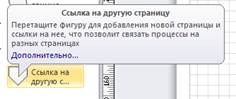 Ссылка на другую страницу
Перетащите фигуру для добавления новой страницы и
ссылки на нее, что позволит связать процессы на
разных страницах
Дополнительно...
Ссылка
на д...